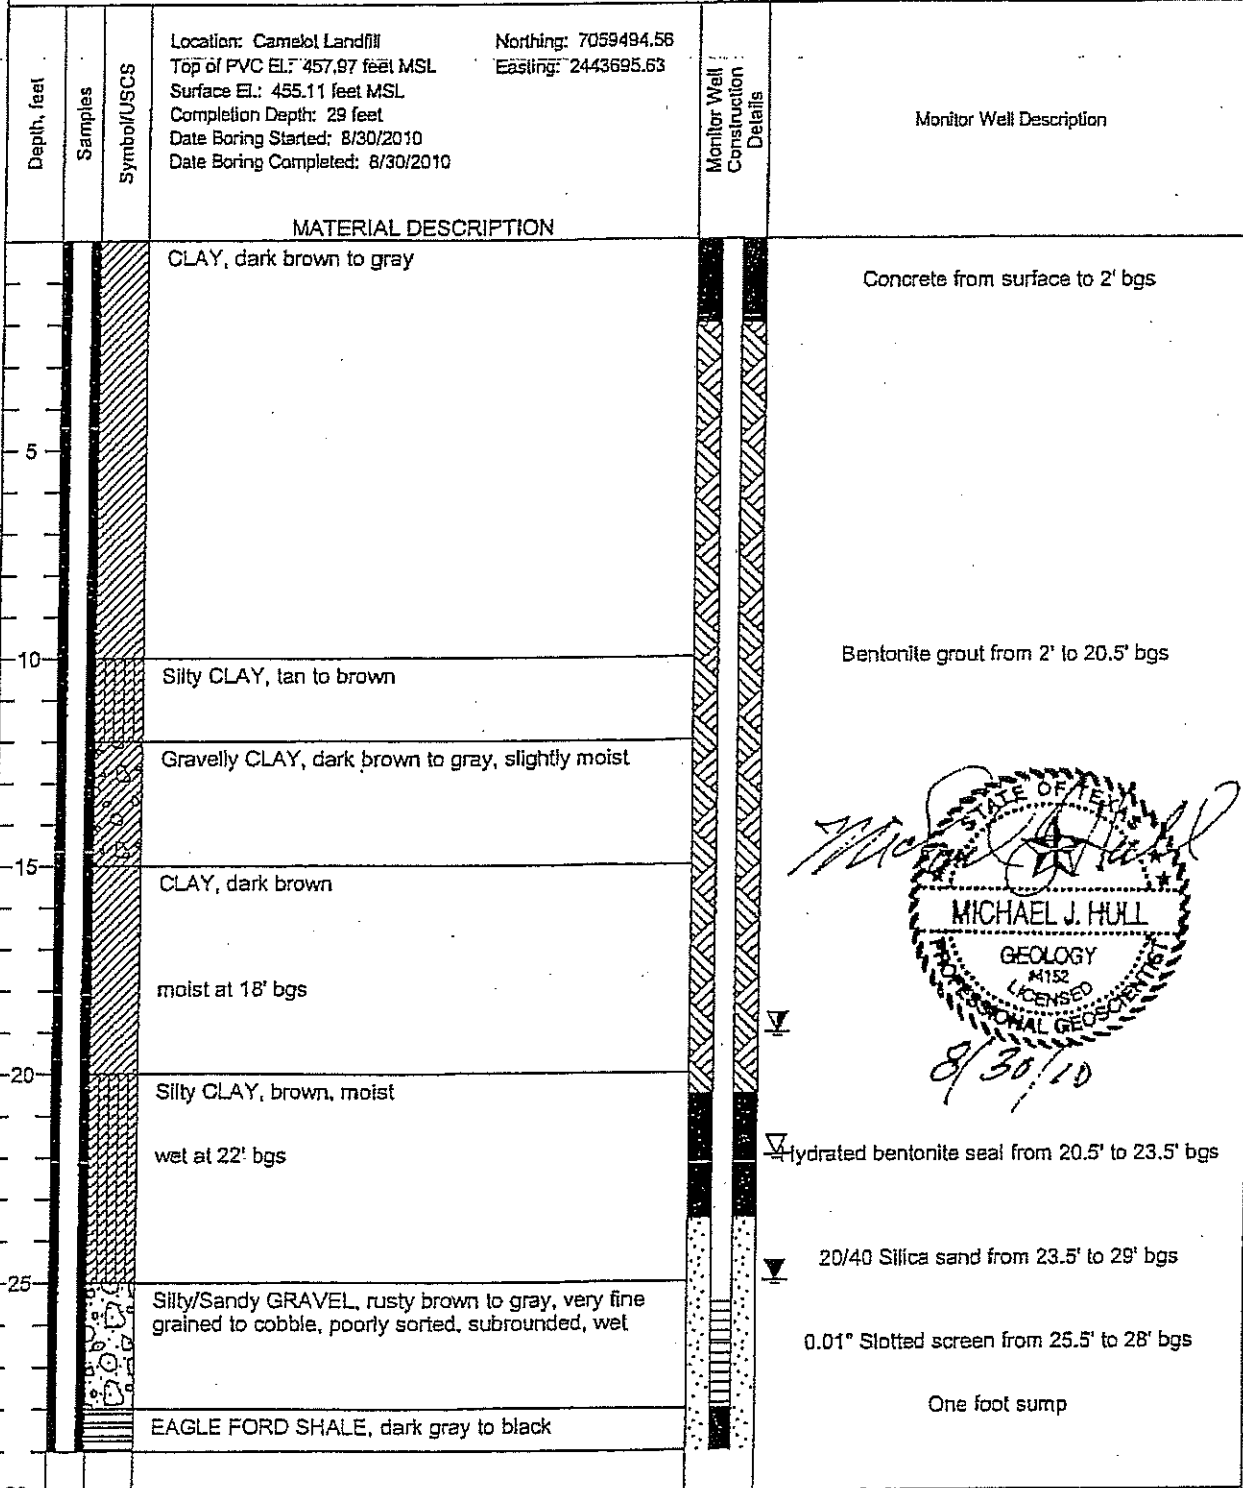 Depth, feet
Samples
Symbol/USCS
Location: Camelot Landfill
Northing: 7059494.56
Top of PVC EL: 457.97 feet MSL
Easting: 2443695.63
Surface El.: 455.11 feet MSL
Completion Depth: 29 feet
Date Boring Started: 8/30/2010
Date Boring Completed: 8/30/2010
MATERIAL DESCRIPTION
Monitor Well
Construction
Details
Monitor Well Description
CLAY, dark brown to gray
Concrete from surface to 2' bgs
5
10
Bentonite grout from 2' to 20.5' bgs
Silty CLAY, tan to brown
Gravelly CLAY, dark brown to gray, slightly moist
STATE OF TEXAS
Michael J Hull
15
CLAY, dark brown
MICHAEL J. HULL
GEOLOGY
LICENSED
PROFESSIONAL GEOSCIENTIST
moist at 18' bgs
8/30/10
20
Silty CLAY, brown, moist
wet at 22' bgs
Hydrated bentonite seal from 20.5' to 23.5' bgs
20/40 Silica sand from 23.5' to 29' bgs
25
Silty/Sandy GRAVEL, rusty brown to gray, very fine
grained to cobble, poorly sorted, subrounded, wet
0.01" Slotted screen from 25.5' to 28' bgs
One foot sump
EAGLE FORD SHALE, dark gray to black